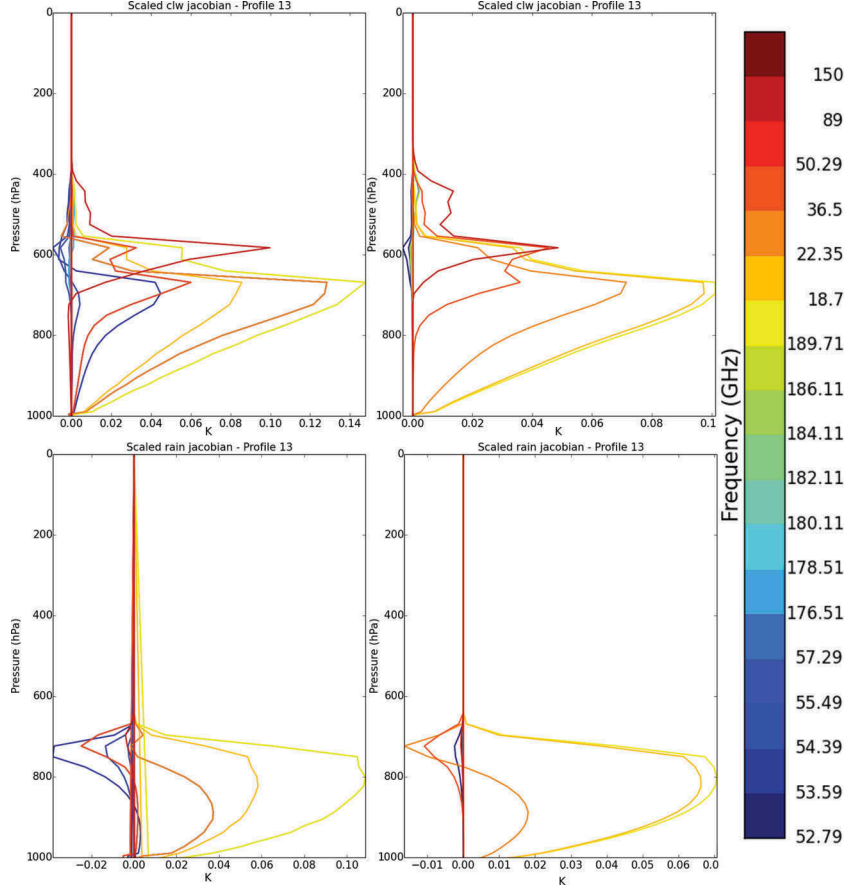 Scaled clw jacobian - Profile 13
0
200
400
600
800
1000
Pressure (hPa)
0.00 0.02 0.04 0.06 0.08 0.10 0.12 0.14
K
Scaled clw jacobian - Profile 13
0
200
400
600
800
1000
Pressure (hPa)
0.00 0.02 0.04 0.06 0.08 0.1
K
Scaled rain jacobian - Profile 13
0
200
400
600
800
1000
Pressure (hPa)
−0.02 0.00 0.02 0.04 0.06 0.08 0.10
K
Scaled rain jacobian - Profile 13
0
200
400
600
800
1000
Pressure (hPa)
−0.01 0.00 0.01 0.02 0.03 0.04 0.05 0.06 0.0
K
Frequency (GHz)
150
89
50.29
36.5
22.35
18.7
189.71
186.11
184.11
182.11
180.11
178.51
176.51
57.29
55.49
54.39
53.59
52.79